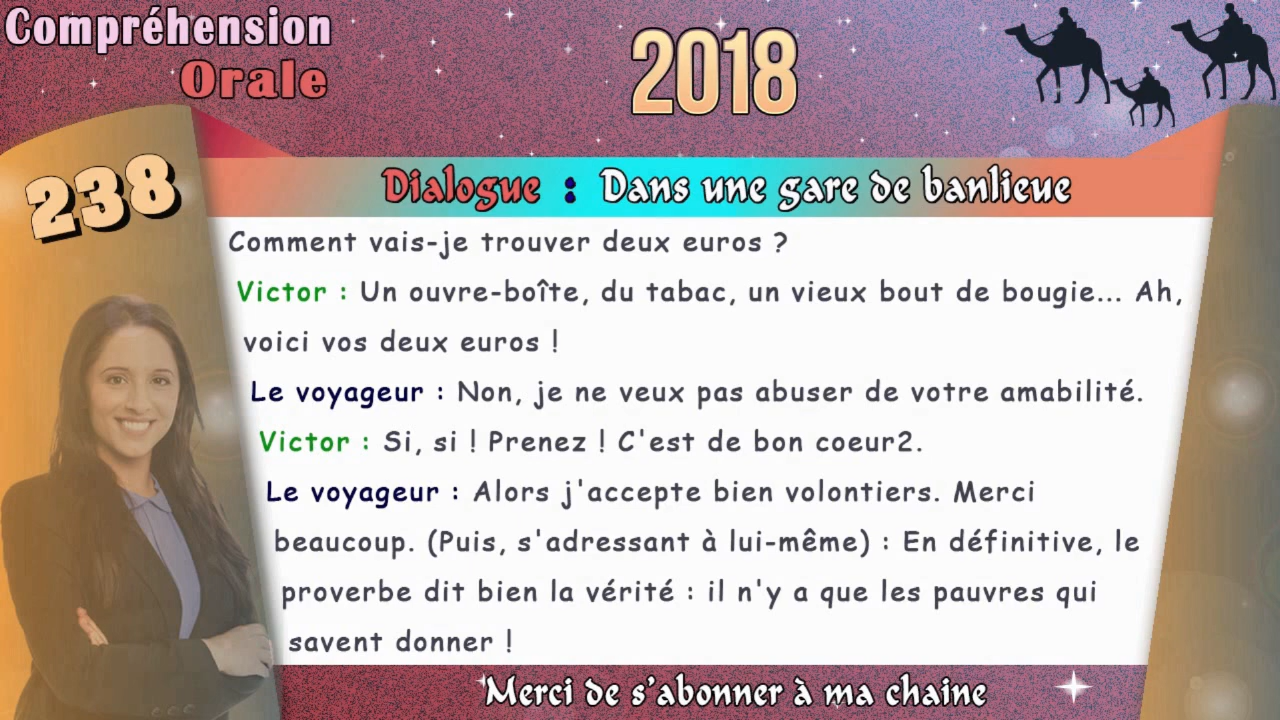 Compréhension
Orale
2018
238
Dialogue : Dans une gare de banlieue
Comment vais-je trouver deux euros ?
Victor : Un ouvre-boîte, du tabac, un vieux bout de bougie... Ah,
voici vos deux euros !
Le voyageur : Non, je ne veux pas abuser de votre amabilité.
Victor : Si, si ! Prenez ! C'est de bon coeur2.
Le voyageur : Alors j'accepte bien volontiers. Merci
beaucoup. (Puis, s'adressant à lui-même) : En définitive, le
proverbe dit bien la vérité : il n'y a que les pauvres qui
savent donner !
Merci de s'abonner à ma chaine